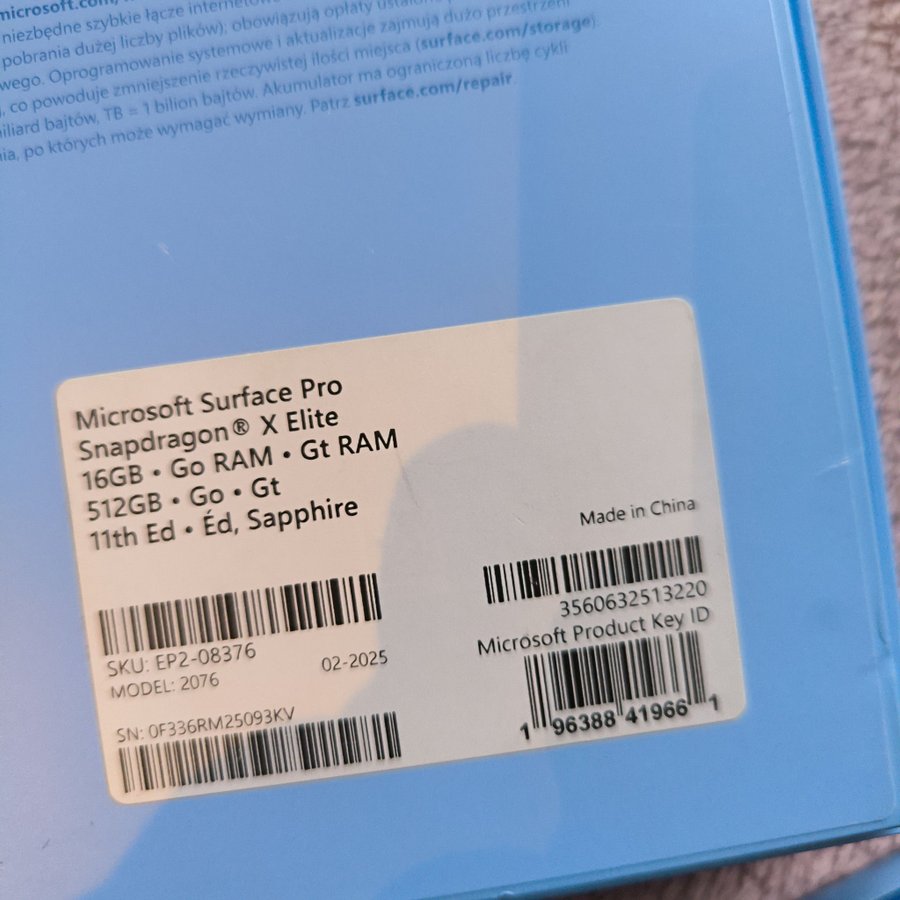 microsoft.com/
niezbędne szybkie łącze internetowe
pobrania dużej liczby plików); obowiązują opłaty
wego. Oprogramowanie systemowe i aktualizacje zajmują dużo przestrzeni
, co powoduje zmniejszenie rzeczywistej ilości miejsca (surface.com/storage).
iliard bajtów, TB = 1 bilion bajtów. Akumulator ma ograniczoną liczbę cykli
nia, po których może wymagać wymiany. Patrz surface.com/repair.
Microsoft Surface Pro
Snapdragon® X Elite
16GB • Go RAM • Gt RAM
512GB • Go • Gt
11th Ed • Éd, Sapphire
Made in China
SKU: EP2-08376
MODEL: 2076
02-2025
SN: 0F336RM25093KV
3560632513220
Microsoft Product Key ID
1 96388 41966 1